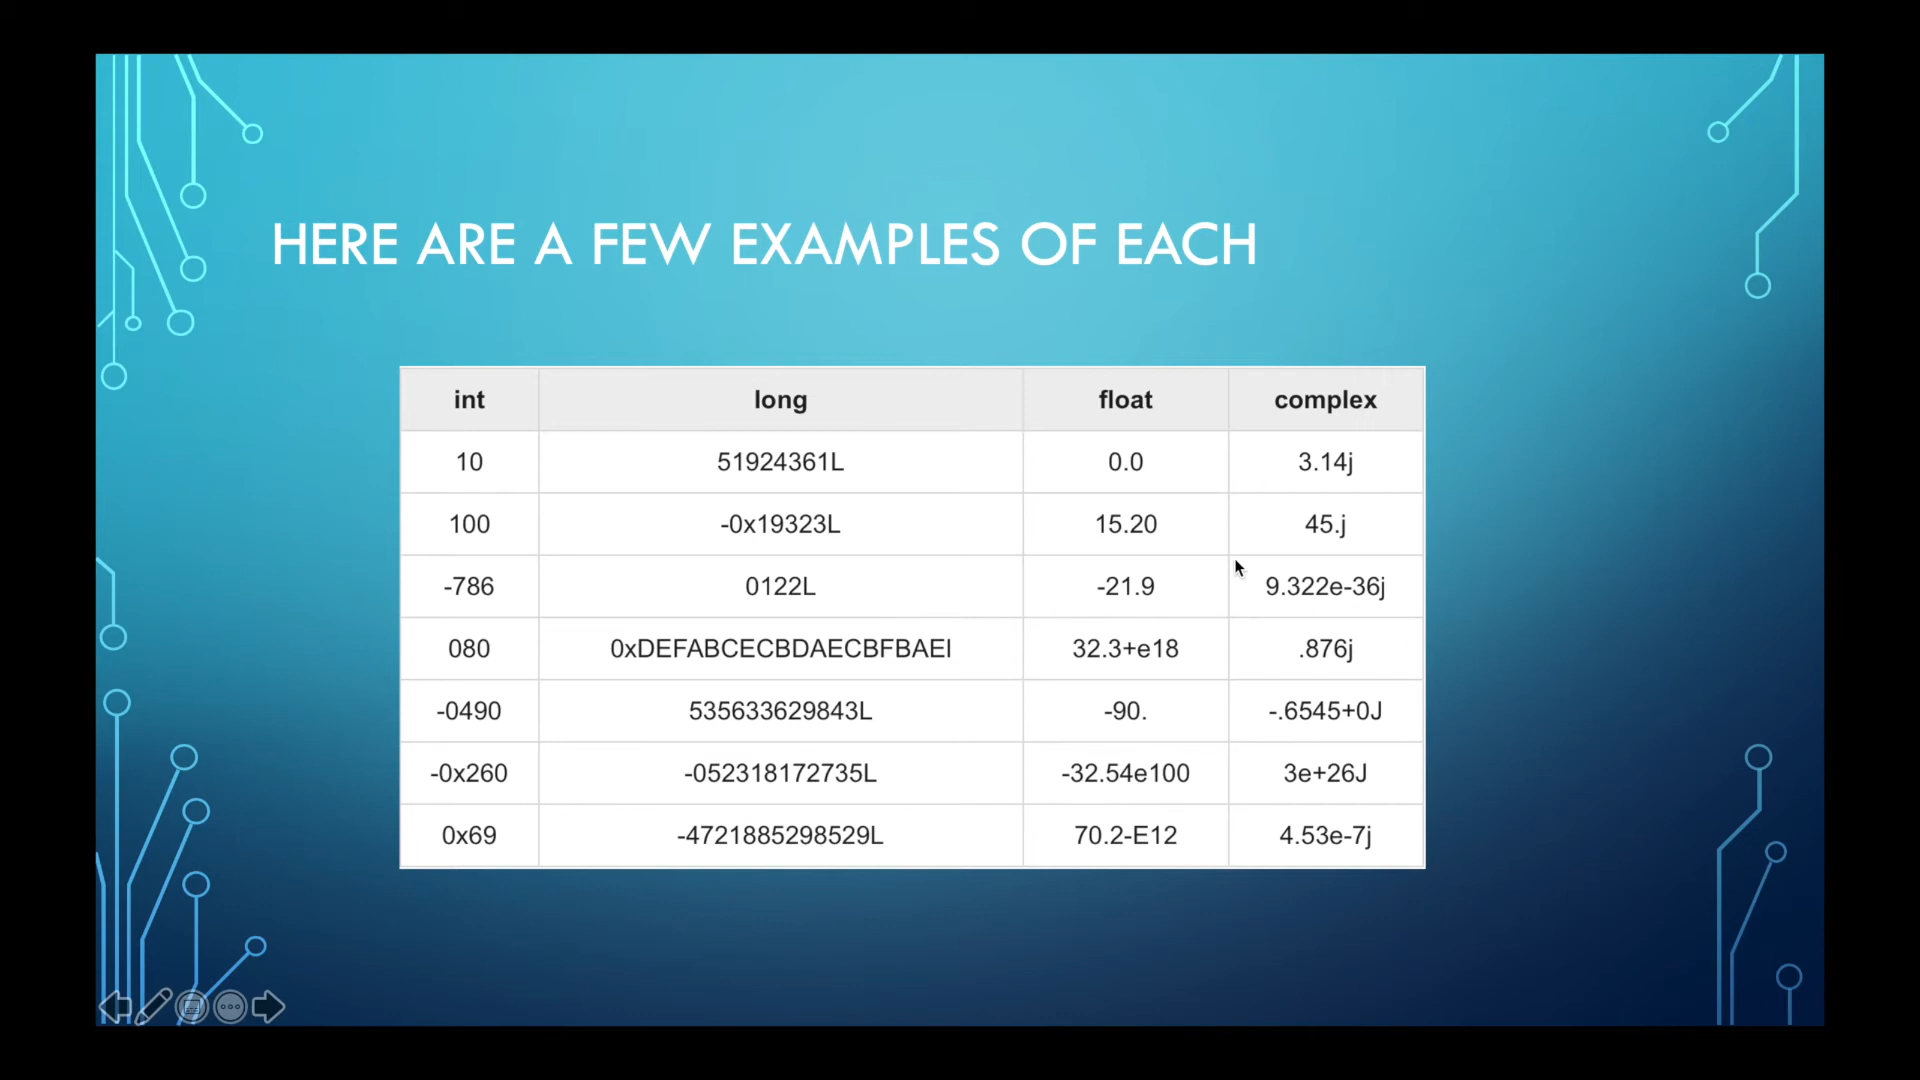 HERE ARE A FEW EXAMPLES OF EACH
int long float complex
10 51924361L 0.0 3.14j
100 -0x19323L 15.20 45.j
-786 0122L -21.9 9.322e-36j
080 0xDEFABCECBDAECBFBAEl 32.3+e18 .876j
-0490 535633629843L -90. -.6545+0J
-0x260 -052318172735L -32.54e100 3e+26J
0x69 -4721885298529L 70.2-E12 4.53e-7j